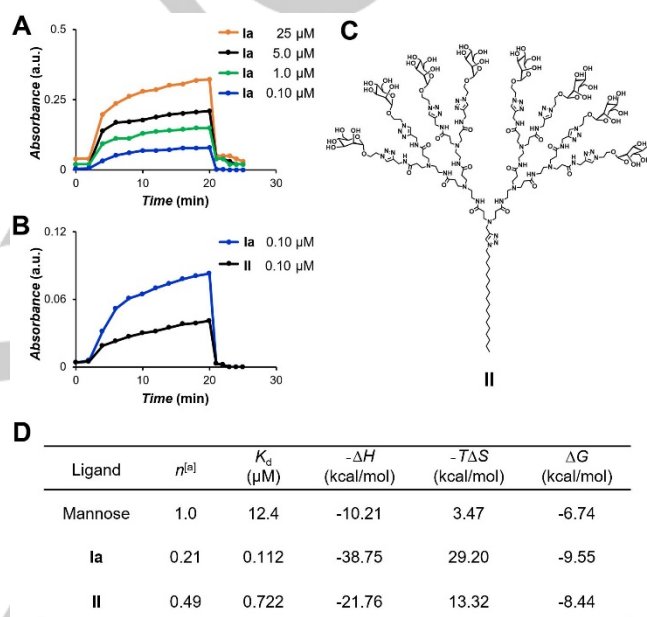 A
Absorbance (a.u.)
0.5
0.25
0
0
10
20
30
Time (min)
Ia 25 μM
Ia 5.0 μM
Ia 1.0 μM
Ia 0.10 μM
B
Absorbance (a.u.)
0.12
0.06
0
0
10
20
30
Time (min)
Ia 0.10 μM
II 0.10 μM
C
II
D
Ligand n[a] Kd (μM) -ΔH (kcal/mol) -TΔS (kcal/mol) ΔG (kcal/mol)
Mannose 1.0 12.4 -10.21 3.47 -6.74
Ia 0.21 0.112 -38.75 29.20 -9.55
II 0.49 0.722 -21.76 13.32 -8.44